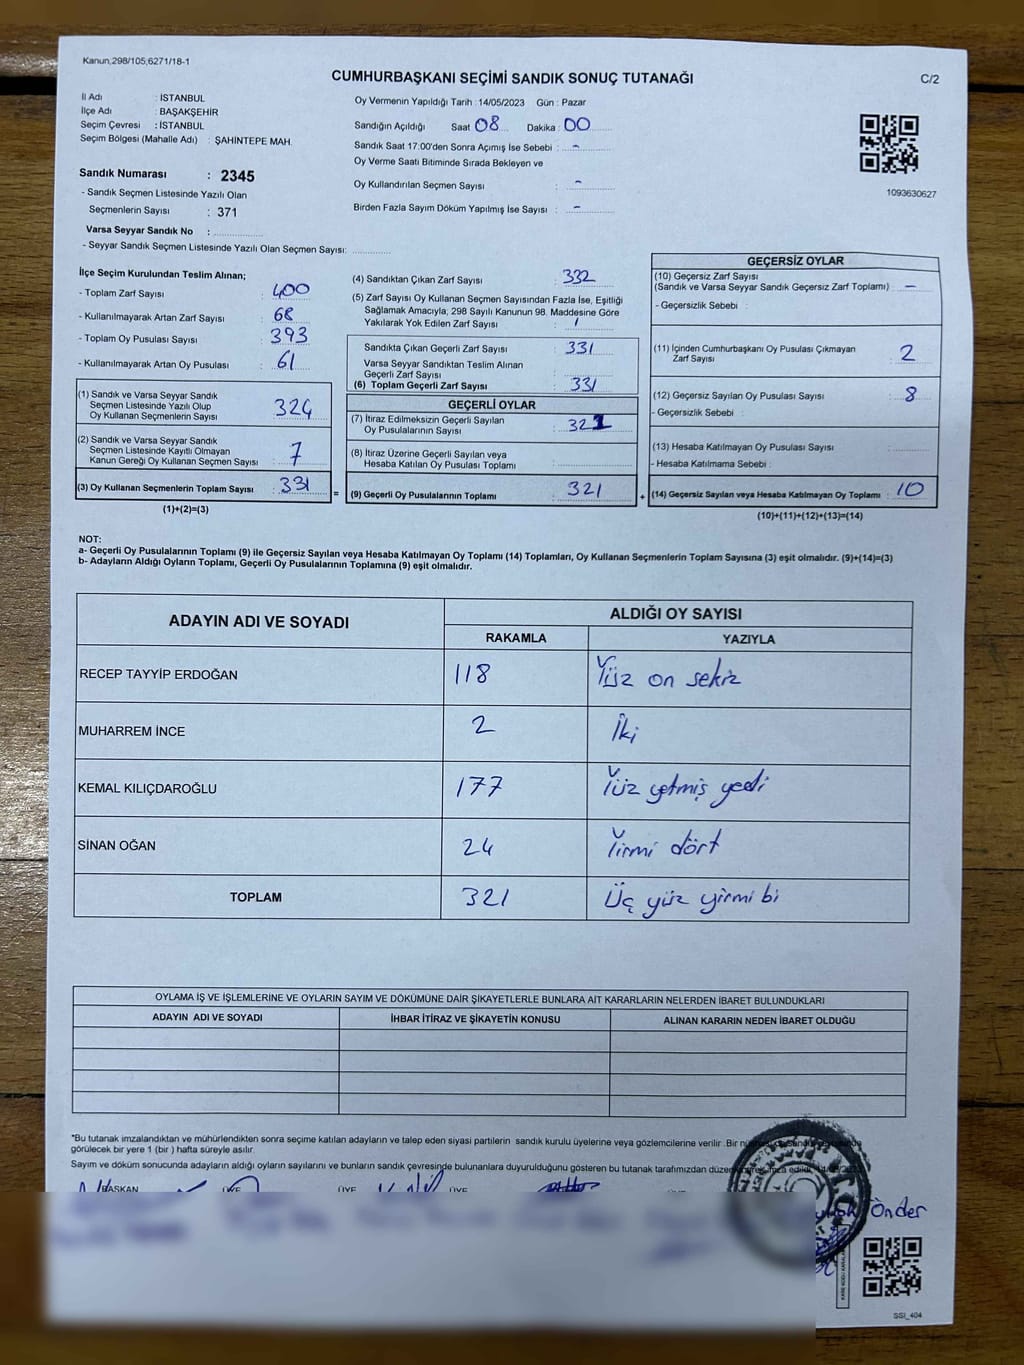 Kanun,298/105,6271/18-1
CUMHURBAŞKANI SEÇİMİ SANDIK SONUÇ TUTANAĞI
C/2
İl Adı : İSTANBUL
İlçe Adı : BAŞAKŞEHİR
Seçim Çevresi : İSTANBUL
Seçim Bölgesi (Mahalle Adı) : ŞAHİNTEPE MAH.
Sandık Numarası : 2345
- Sandık Seçmen Listesinde Yazılı Olan
Seçmenlerin Sayısı : 371
Varsa Seyyar Sandık No :
- Seyyar Sandık Seçmen Listesinde Yazılı Olan Seçmen Sayısı:
Oy Vermenin Yapıldığı Tarih : 14/05/2023 Gün : Pazar
Sandığın Açıldığı Saat 08 Dakika : 00
Sandık Saat 17:00'den Sonra Açımış İse Sebebi : -
Oy Verme Saati Bitiminde Sırada Bekleyen ve
Oy Kullandırılan Seçmen Sayısı : -
Birden Fazla Sayım Döküm Yapılmış İse Sayısı : -
1093630627
İlçe Seçim Kurulundan Teslim Alınan;
- Toplam Zarf Sayısı : 400
- Kullanılmayarak Artan Zarf Sayısı : 68
- Toplam Oy Pusulası Sayısı : 393
- Kullanılmayarak Artan Oy Pusulası : 61
(1) Sandık ve Varsa Seyyar Sandık
Seçmen Listesinde Yazılı Olup
Oy Kullanan Seçmenlerin Sayısı : 324
(2) Sandık ve Varsa Seyyar Sandık
Seçmen Listesinde Kayıtlı Olmayan
Kanun Gereği Oy Kullanan Seçmen Sayısı : 7
(3) Oy Kullanan Seçmenlerin Toplam Sayısı : 331
(1)+(2)=(3)
(4) Sandıktan Çıkan Zarf Sayısı : 332
(5) Zarf Sayısı Oy Kullanan Seçmen Sayısından Fazla İse, Eşitliği
Sağlamak Amacıyla, 298 Sayılı Kanunun 98. Maddesine Göre
Yakılarak Yok Edilen Zarf Sayısı : 1
Sandıkta Çıkan Geçerli Zarf Sayısı : 331
Varsa Seyyar Sandıktan Teslim Alınan
Geçerli Zarf Sayısı :
(6) Toplam Geçerli Zarf Sayısı : 331
=
GEÇERLİ OYLAR
(7) İtiraz Edilmeksizin Geçerli Sayılan
Oy Pusulalarının Sayısı : 321
(8) İtiraz Üzerine Geçerli Sayılan veya
Hesaba Katılan Oy Pusulası Toplamı :
(9) Geçerli Oy Pusulalarının Toplamı : 321
+
GEÇERSİZ OYLAR
(10) Geçersiz Zarf Sayısı
(Sandık ve Varsa Seyyar Sandık Geçersiz Zarf Toplamı) : -
- Geçersizlik Sebebi :
(11) İçinden Cumhurbaşkanı Oy Pusulası Çıkmayan
Zarf Sayısı : 2
(12) Geçersiz Sayılan Oy Pusulası Sayısı : 8
- Geçersizlik Sebebi :
(13) Hesaba Katılmayan Oy Pusulası Sayısı :
- Hesaba Katılmama Sebebi :
(14) Geçersiz Sayılan veya Hesaba Katılmayan Oy Toplamı : 10
(10)+(11)+(12)+(13)=(14)
NOT:
a- Geçerli Oy Pusulalarının Toplamı (9) ile Geçersiz Sayılan veya Hesaba Katılmayan Oy Toplamı (14) Toplamları, Oy Kullanan Seçmenlerin Toplam Sayısına (3) eşit olmalıdır. (9)+(14)=(3)
b- Adayların Aldığı Oyların Toplamı, Geçerli Oy Pusulalarının Toplamına (9) eşit olmalıdır.
ADAYIN ADI VE SOYADI
ALDIĞI OY SAYISI
RAKAMLA YAZIYLA
RECEP TAYYİP ERDOĞAN 118 Yüz on sekiz
MUHARREM İNCE 2 İki
KEMAL KILIÇDAROĞLU 177 Yüz yetmiş yedi
SİNAN OĞAN 24 Yirmi dört
TOPLAM 321 Üç yüz yirmi bi
OYLAMA İŞ VE İŞLEMLERİNE VE OYLARIN SAYIM VE DÖKÜMÜNE DAİR ŞİKAYETLERLE BUNLARA AİT KARARLARIN NELERDEN İBARET BULUNDUKLARI
ADAYIN ADI VE SOYADI İHBAR İTİRAZ VE ŞİKAYETİN KONUSU ALINAN KARARIN NEDEN İBARET OLDUĞU
"Bu tutanak imzalandıktan ve mühürlendikten sonra seçime katılan adayların ve talep eden siyasi partilerin sandık kurulu üyelerine veya gözlemcilerine verilir. Bir
görülecek bir yere 1 (bir ) hafta süreyle asılır.
Sayım ve döküm sonucunda adayların aldığı oyların sayılarını ve bunların sandık çevresinde bulunanlara duyurulduğunu gösteren bu tutanak tarafımızdan
BAŞKAN ÜYE ÜYE ÜYE
Önder
SSİ_404